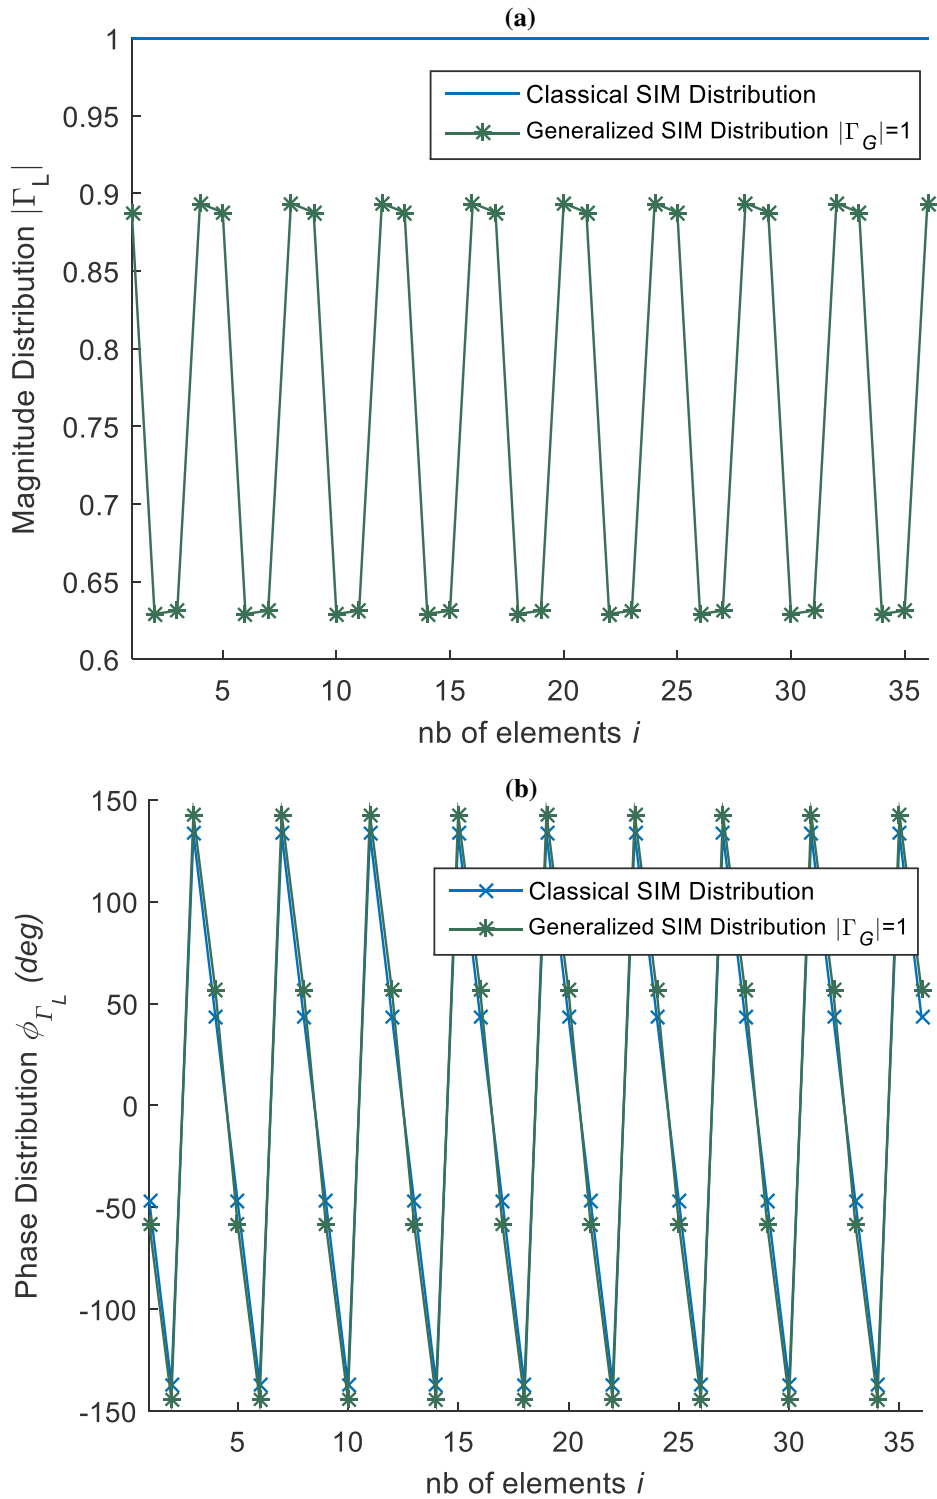 (a)
1
0.95
0.9
0.85
0.8
0.75
0.7
0.65
0.6
Magnitude Distribution |Γ_L|
Classical SIM Distribution
Generalized SIM Distribution |Γ_G|=1
5 10 15 20 25 30 35
nb of elements i
(b)
150
100
50
0
-50
-100
-150
Phase Distribution ϕ_Γ_L (deg)
Classical SIM Distribution
Generalized SIM Distribution |Γ_G|=1
5 10 15 20 25 30 35
nb of elements i